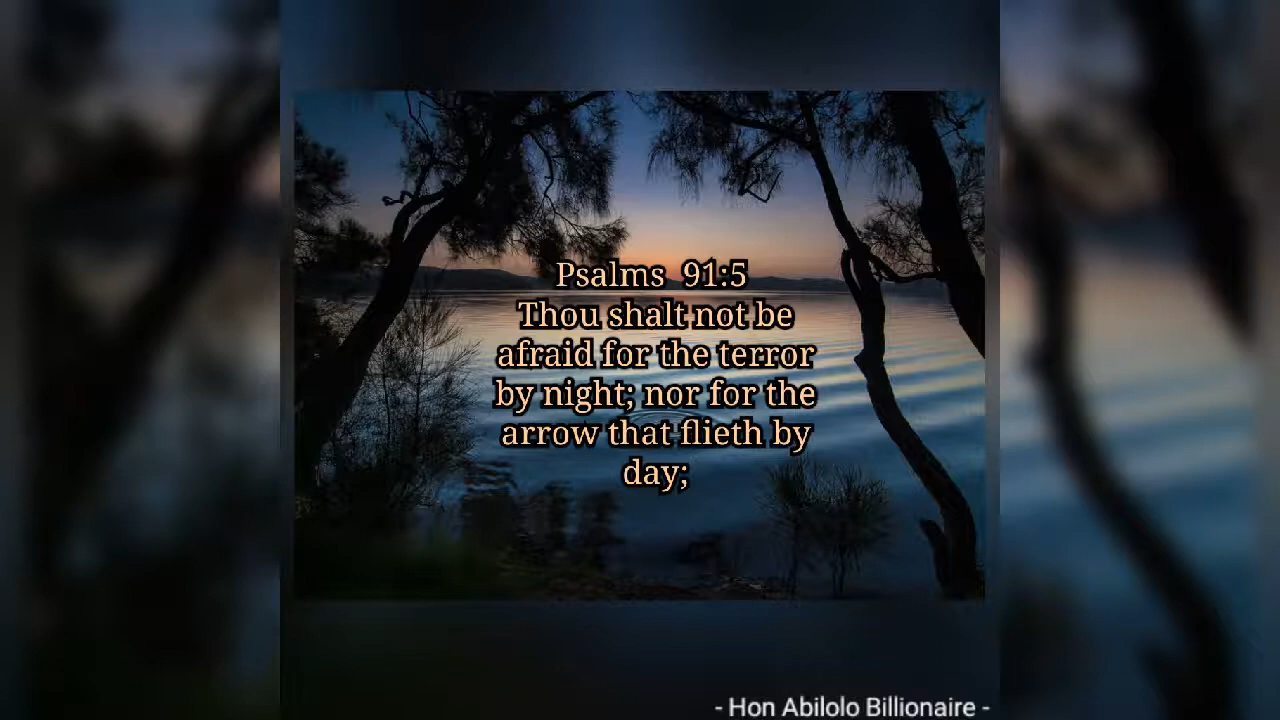 Psalms 91:5
Thou shalt not be
afraid for the terror
by night; nor for the
arrow that flieth by
day;
- Hon Abilolo Billionaire -